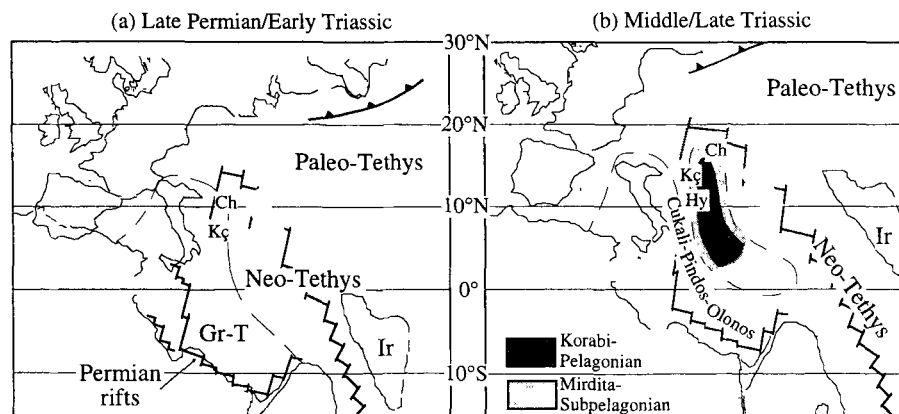 (a) Late Permian/Early Triassic
(b) Middle/Late Triassic
30°N
20°N
10°N
0°
10°S
Paleo-Tethys
Ch
Kç
Neo-Tethys
Gr-T
Ir
Permian
rifts
Paleo-Tethys
Ch
Kç
Hy
Cukali-Pindos-Olonos
Ir
Neo-Tethys
Korabi-
Pelagonian
Mirdita-
Subpelagonian